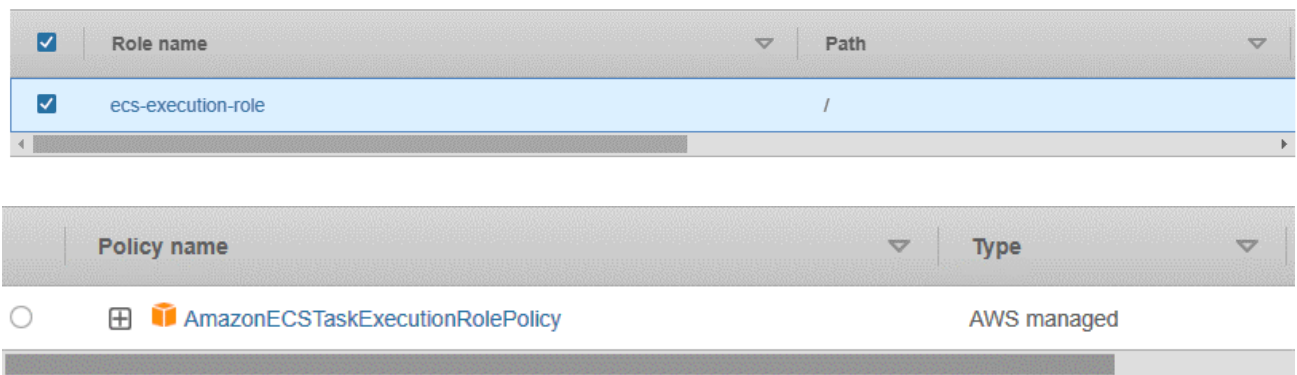 Role name Path
ecs-execution-role /
Policy name Type
AmazonECSTaskExecutionRolePolicy AWS managed